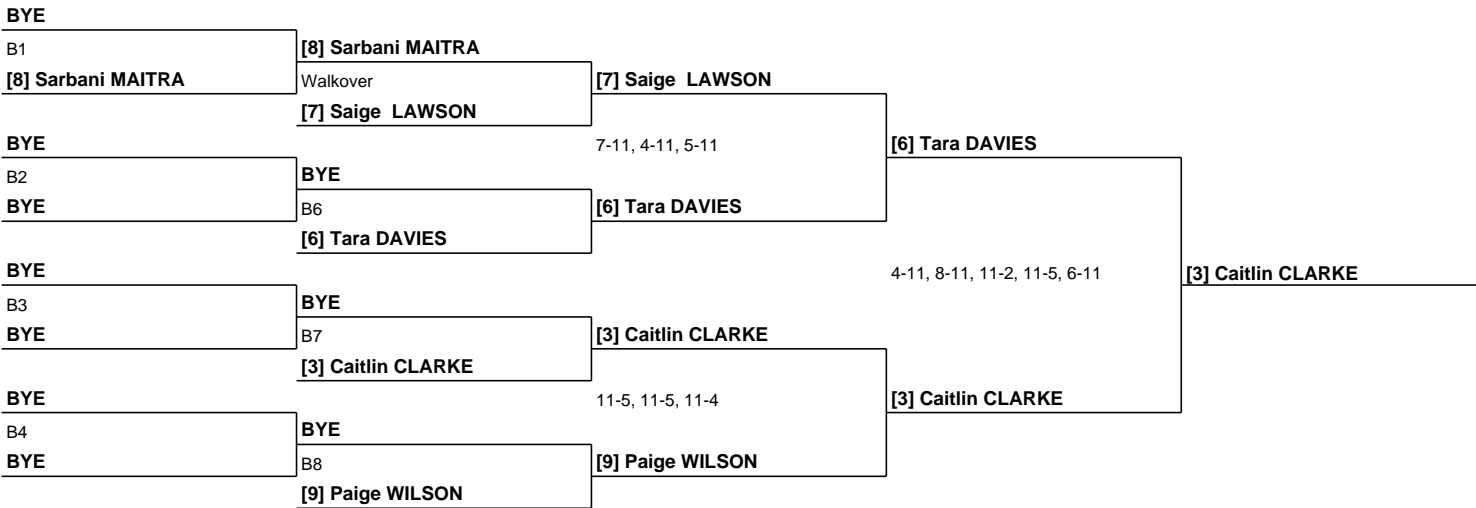 BYE
B1
[8] Sarbani MAITRA
[8] Sarbani MAITRA
Walkover
[7] Saige LAWSON
[7] Saige LAWSON
BYE
7-11, 4-11, 5-11
[6] Tara DAVIES
B2
BYE
BYE
B6
[6] Tara DAVIES
[6] Tara DAVIES
BYE
4-11, 8-11, 11-2, 11-5, 6-11
[3] Caitlin CLARKE
B3
BYE
BYE
B7
[3] Caitlin CLARKE
[3] Caitlin CLARKE
BYE
11-5, 11-5, 11-4
[3] Caitlin CLARKE
B4
BYE
BYE
B8
[9] Paige WILSON
[9] Paige WILSON